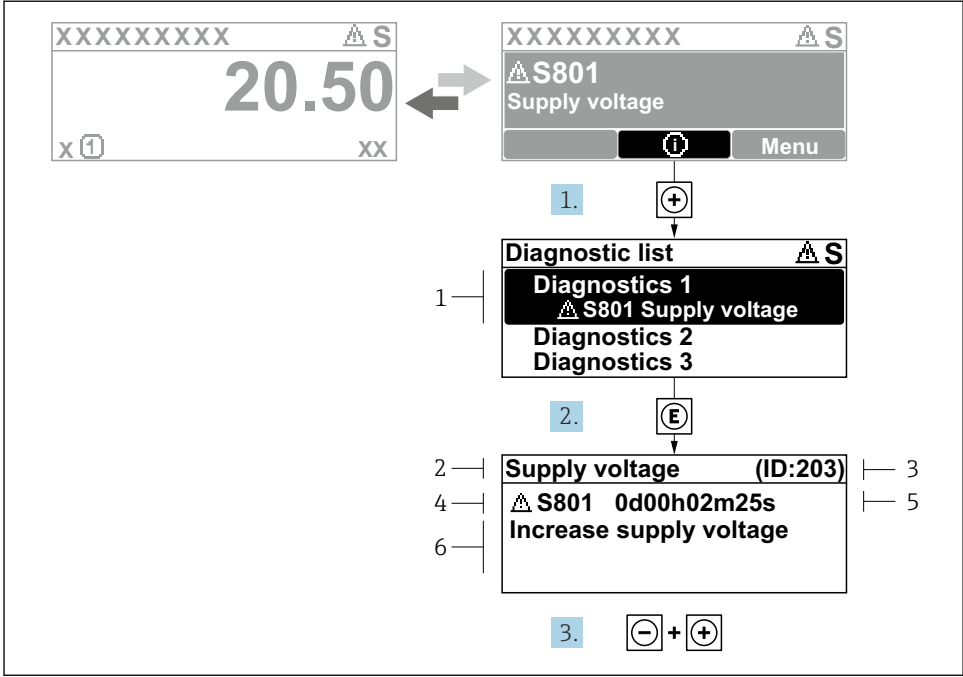 XXXXXXXXX ⚠ S
20.50
X 1 XX
XXXXXXXXX ⚠ S
⚠ S801
Supply voltage
i Menu
1. +
Diagnostic list ⚠ S
1 Diagnostics 1
⚠ S801 Supply voltage
Diagnostics 2
Diagnostics 3
2. E
2 Supply voltage (ID:203) 3
4 ⚠ S801 0d00h02m25s 5
6 Increase supply voltage
3. - + +